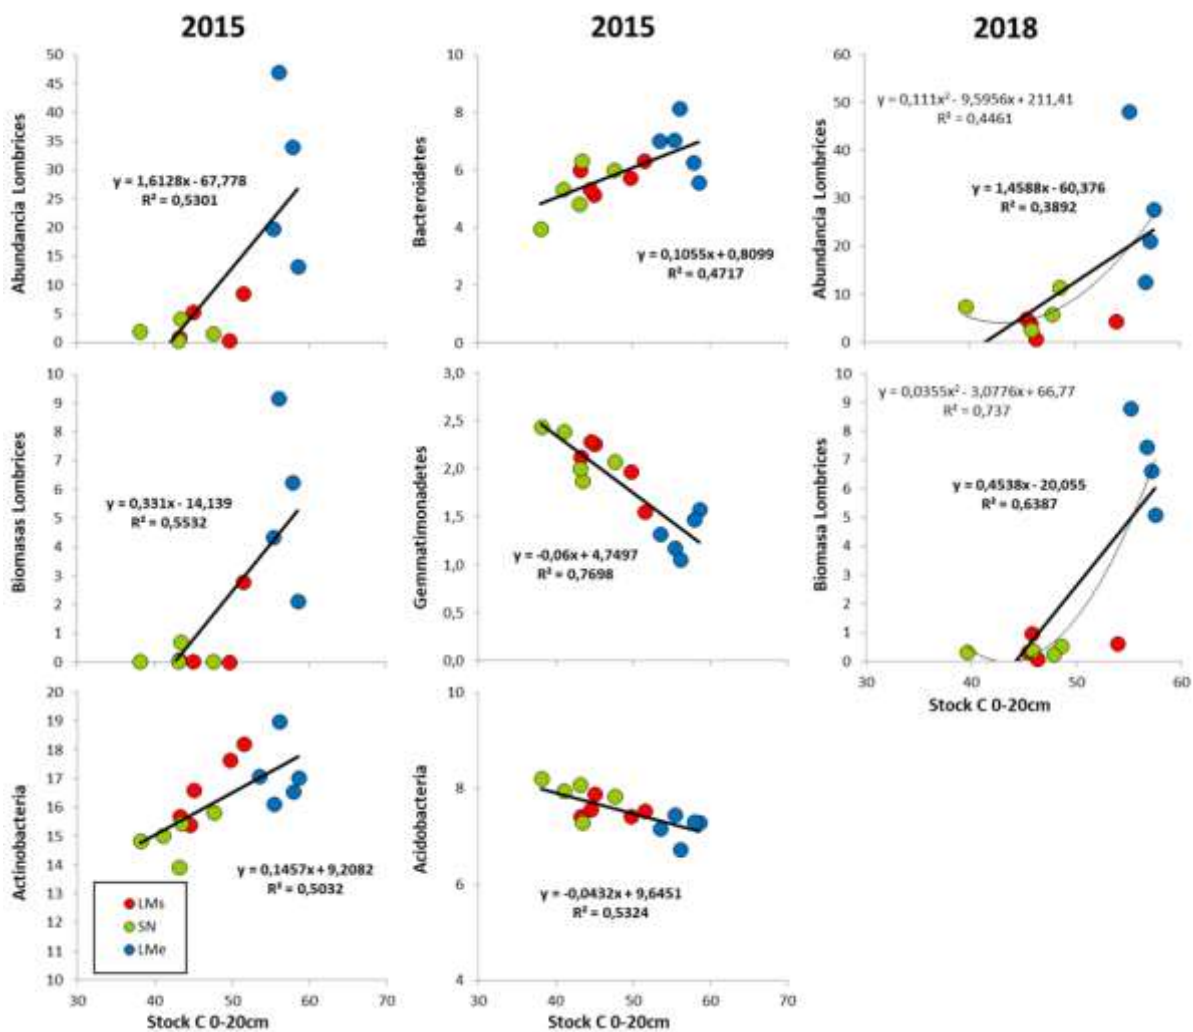 2015
2015
2018
50
45
40
35
30
25
20
15
10
5
0
Abundancia Lombrices
y = 1,6128x - 67,778
R² = 0,5301
10
8
6
4
2
0
Bacteroidetes
y = 0,1055x + 0,8099
R² = 0,4717
60
50
40
30
20
10
0
Abundancia Lombrices
y = 0,111x² - 9,5956x + 211,41
R² = 0,4461
y = 1,4588x - 60,376
R² = 0,3892
10
9
8
7
6
5
4
3
2
1
0
Biomasas Lombrices
y = 0,331x - 14,139
R² = 0,5532
3,0
2,5
2,0
1,5
1,0
0,5
0,0
Gemmatimonadetes
y = -0,06x + 4,7497
R² = 0,7698
10
9
8
7
6
5
4
3
2
1
0
Biomasa Lombrices
y = 0,0355x² - 3,0776x + 66,77
R² = 0,737
y = 0,4538x - 20,055
R² = 0,6387
30 40 50 60
Stock C 0-20cm
20
19
18
17
16
15
14
13
12
11
10
Actinobacteria
y = 0,1457x + 9,2082
R² = 0,5032
LMs
SN
LMe
30 40 50 60 70
Stock C 0-20cm
10
8
6
4
Acidobacteria
y = -0,0432x + 9,6451
R² = 0,5324
30 40 50 60 70
Stock C 0-20cm